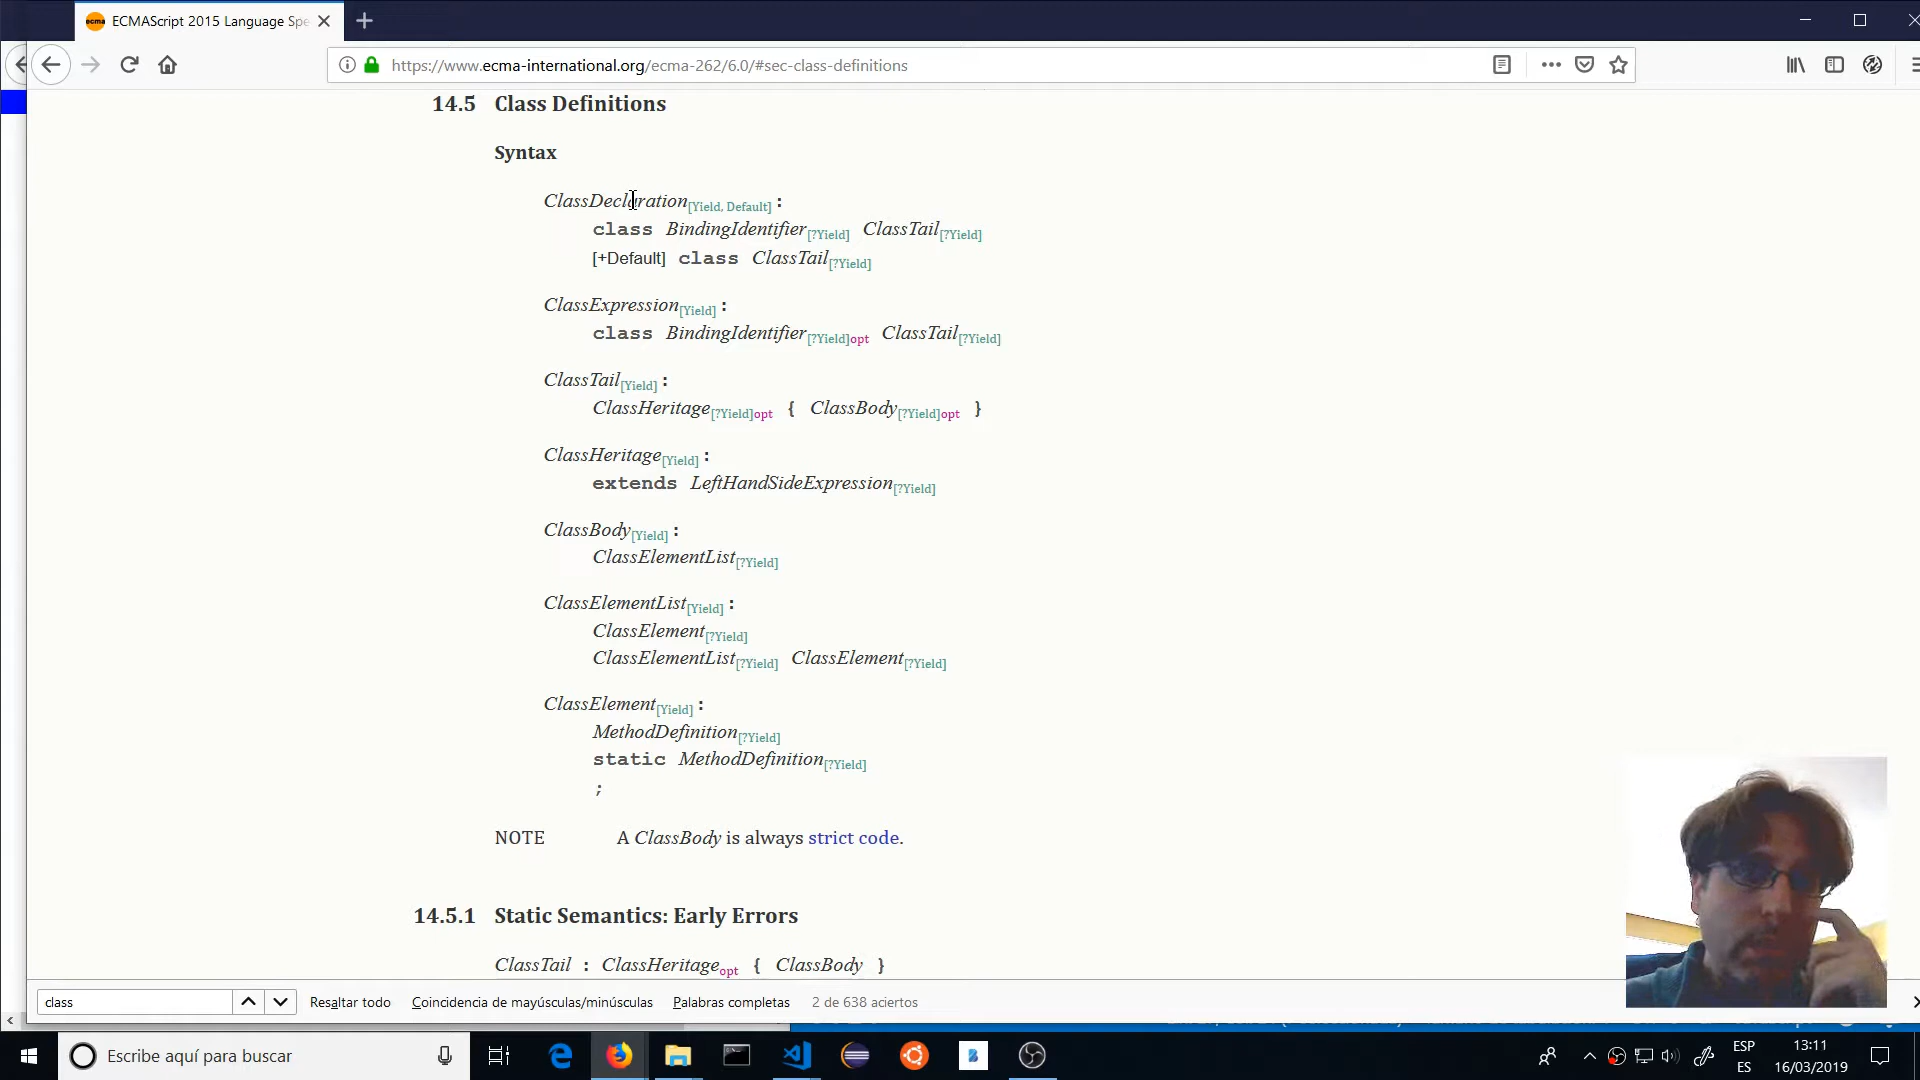 ECMAScript 2015 Language Spe
https://www.ecma-international.org/ecma-262/6.0/#sec-class-definitions
14.5 Class Definitions
Syntax
ClassDeclaration[Yield, Default] :
class BindingIdentifier[?Yield] ClassTail[?Yield]
[+Default] class ClassTail[?Yield]
ClassExpression[Yield] :
class BindingIdentifier[?Yield]opt ClassTail[?Yield]
ClassTail[Yield] :
ClassHeritage[?Yield]opt { ClassBody[?Yield]opt }
ClassHeritage[Yield] :
extends LeftHandSideExpression[?Yield]
ClassBody[Yield] :
ClassElementList[?Yield]
ClassElementList[Yield] :
ClassElement[?Yield]
ClassElementList[?Yield] ClassElement[?Yield]
ClassElement[Yield] :
MethodDefinition[?Yield]
static MethodDefinition[?Yield]
;
NOTE A ClassBody is always strict code.
14.5.1 Static Semantics: Early Errors
ClassTail : ClassHeritageopt { ClassBody }
class Resaltar todo Coincidencia de mayúsculas/minúsculas Palabras completas 2 de 638 aciertos
Escribe aquí para buscar
ESP
ES
13:11
16/03/2019